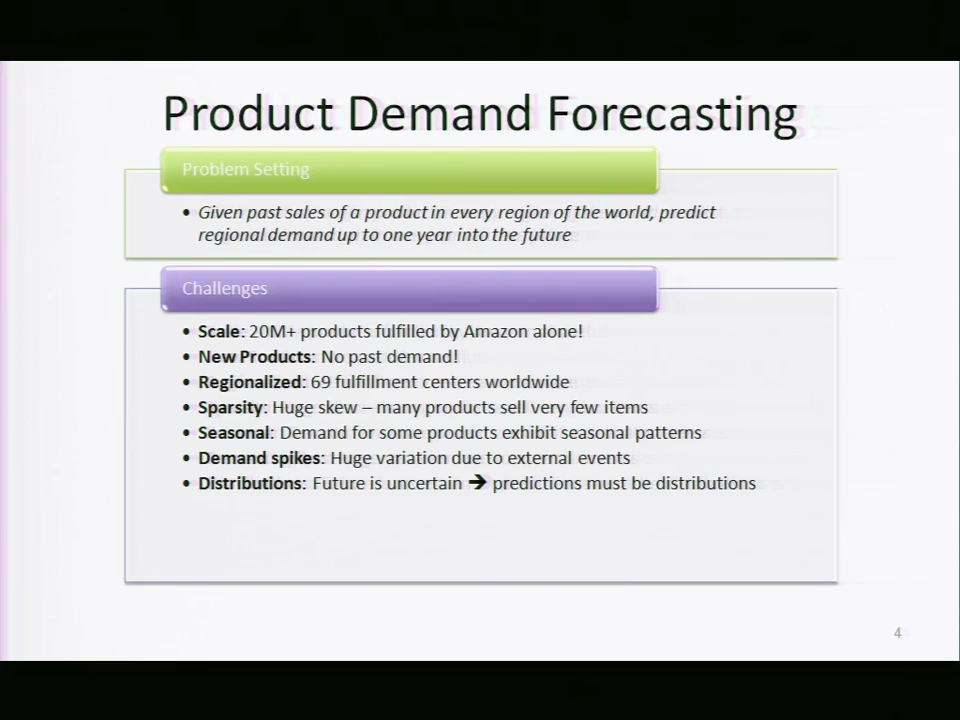 Product Demand Forecasting
Problem Setting
• Given past sales of a product in every region of the world, predict
regional demand up to one year into the future
Challenges
• Scale: 20M+ products fulfilled by Amazon alone!
• New Products: No past demand!
• Regionalized: 69 fulfillment centers worldwide
• Sparsity: Huge skew – many products sell very few items
• Seasonal: Demand for some products exhibit seasonal patterns
• Demand spikes: Huge variation due to external events
• Distributions: Future is uncertain ➔ predictions must be distributions
4